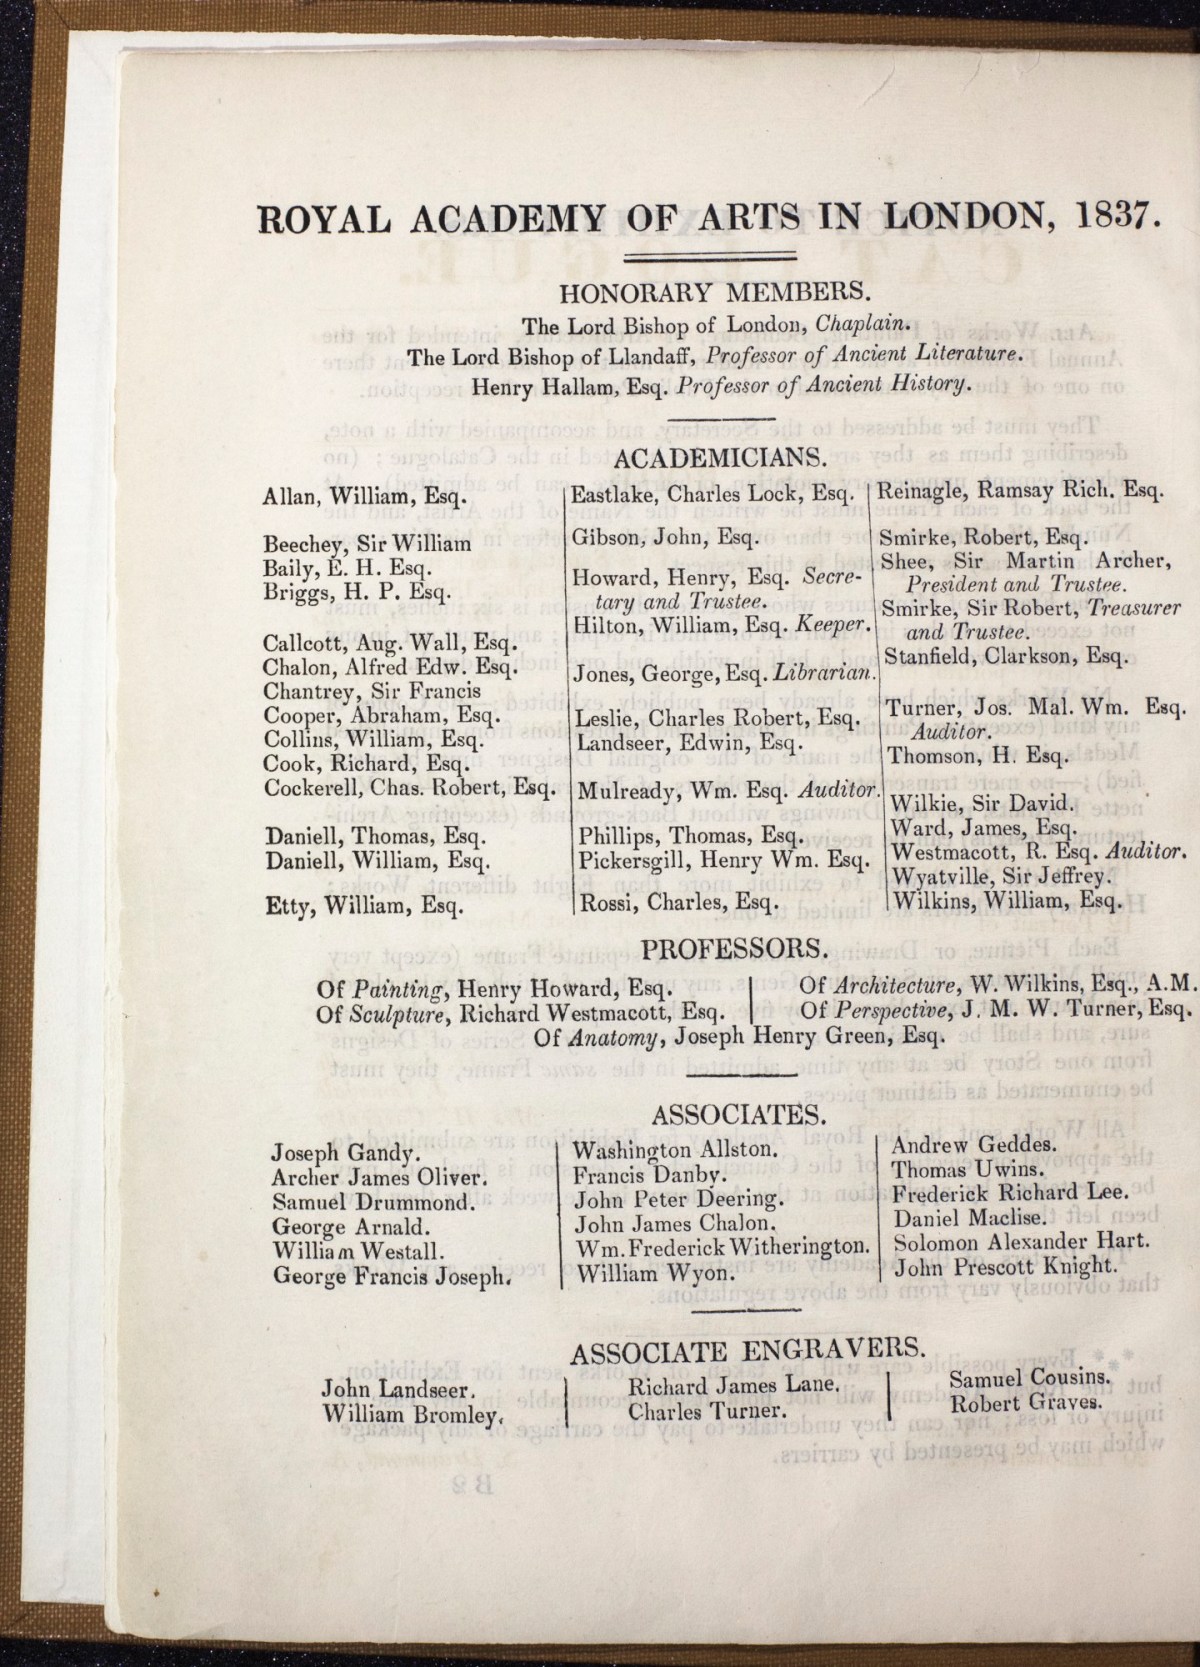 ROYAL ACADEMY OF ARTS IN LONDON, 1837.
HONORARY MEMBERS.
The Lord Bishop of London, Chaplain.
The Lord Bishop of Llandaff, Professor of Ancient Literature.
Henry Hallam, Esq. Professor of Ancient History.
ACADEMICIANS.
Allan, William, Esq.
Beechey, Sir William
Baily, E. H. Esq.
Briggs, H. P. Esq.
Callcott, Aug. Wall, Esq.
Chalon, Alfred Edw. Esq.
Chantrey, Sir Francis
Cooper, Abraham, Esq.
Collins, William, Esq.
Cook, Richard, Esq.
Cockerell, Chas. Robert, Esq.
Daniell, Thomas, Esq.
Daniell, William, Esq.
Etty, William, Esq.
Eastlake, Charles Lock, Esq.
Gibson, John, Esq.
Howard, Henry, Esq. Secre-
tary and Trustee.
Hilton, William, Esq. Keeper.
Jones, George, Esq. Librarian.
Leslie, Charles Robert, Esq.
Landseer, Edwin, Esq.
Mulready, Wm. Esq. Auditor.
Phillips, Thomas, Esq.
Pickersgill, Henry Wm. Esq.
Rossi, Charles, Esq.
Reinagle, Ramsay Rich. Esq.
Smirke, Robert, Esq.
Shee, Sir Martin Archer,
President and Trustee.
Smirke, Sir Robert, Treasurer
and Trustee.
Stanfield, Clarkson, Esq.
Turner, Jos. Mal. Wm. Esq.
Auditor.
Thomson, H. Esq.
Wilkie, Sir David.
Ward, James, Esq.
Westmacott, R. Esq. Auditor.
Wyatville, Sir Jeffrey.
Wilkins, William, Esq.
PROFESSORS.
Of Painting, Henry Howard, Esq.
Of Sculpture, Richard Westmacott, Esq.
Of Architecture, W. Wilkins, Esq., A.M.
Of Perspective, J. M. W. Turner, Esq.
Of Anatomy, Joseph Henry Green, Esq.
ASSOCIATES.
Joseph Gandy.
Archer James Oliver.
Samuel Drummond.
George Arnald.
William Westall.
George Francis Joseph.
Washington Allston.
Francis Danby.
John Peter Deering.
John James Chalon.
Wm. Frederick Witherington.
William Wyon.
Andrew Geddes.
Thomas Uwins.
Frederick Richard Lee.
Daniel Maclise.
Solomon Alexander Hart.
John Prescott Knight.
ASSOCIATE ENGRAVERS.
John Landseer.
William Bromley.
Richard James Lane.
Charles Turner.
Samuel Cousins.
Robert Graves.